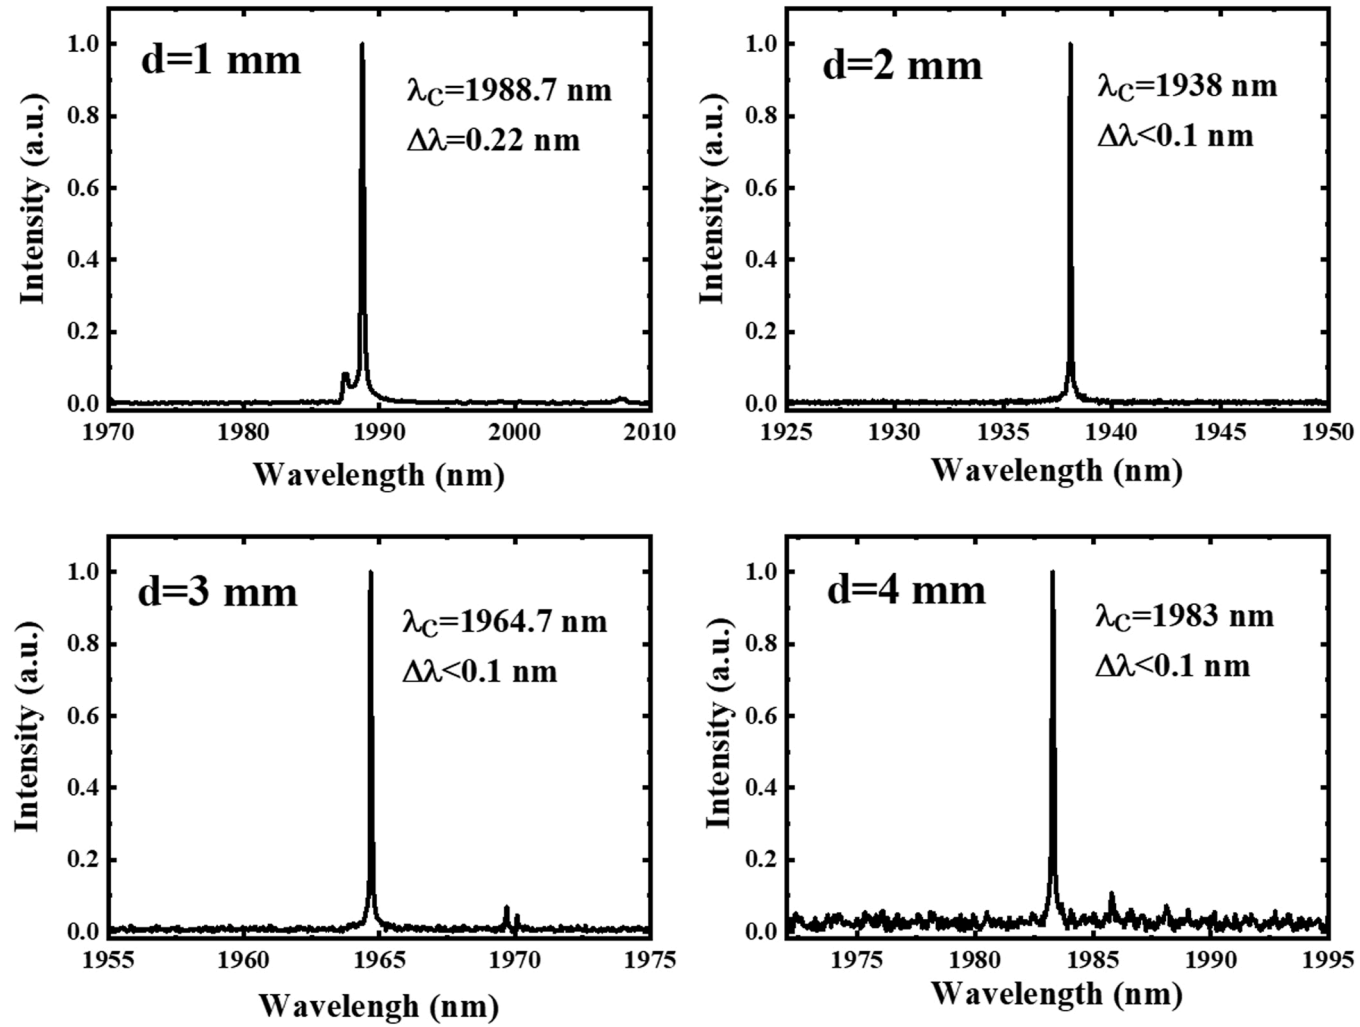 d=1 mm
λC=1988.7 nm
Δλ=0.22 nm
Intensity (a.u.)
1.0
0.8
0.6
0.4
0.2
0.0
1970 1980 1990 2000 2010
Wavelength (nm)
d=2 mm
λC=1938 nm
Δλ<0.1 nm
Intensity (a.u.)
1.0
0.8
0.6
0.4
0.2
0.0
1925 1930 1935 1940 1945 1950
Wavelength (nm)
d=3 mm
λC=1964.7 nm
Δλ<0.1 nm
Intensity (a.u.)
1.0
0.8
0.6
0.4
0.2
0.0
1955 1960 1965 1970 1975
Wavelengh (nm)
d=4 mm
λC=1983 nm
Δλ<0.1 nm
Intensity (a.u.)
1.0
0.8
0.6
0.4
0.2
0.0
1975 1980 1985 1990 1995
Wavelength (nm)